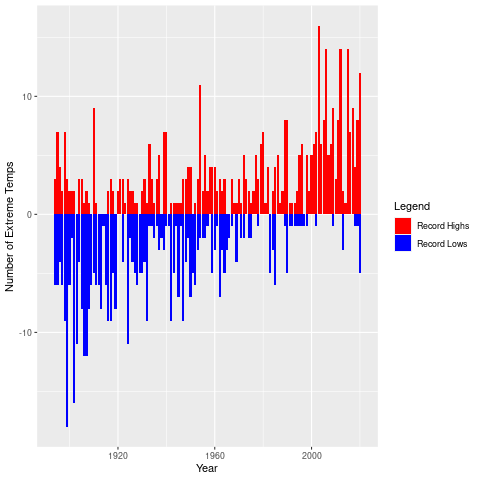 10
0
-10
Number of Extreme Temps
1920
1960
2000
Year
Legend
Record Highs
Record Lows